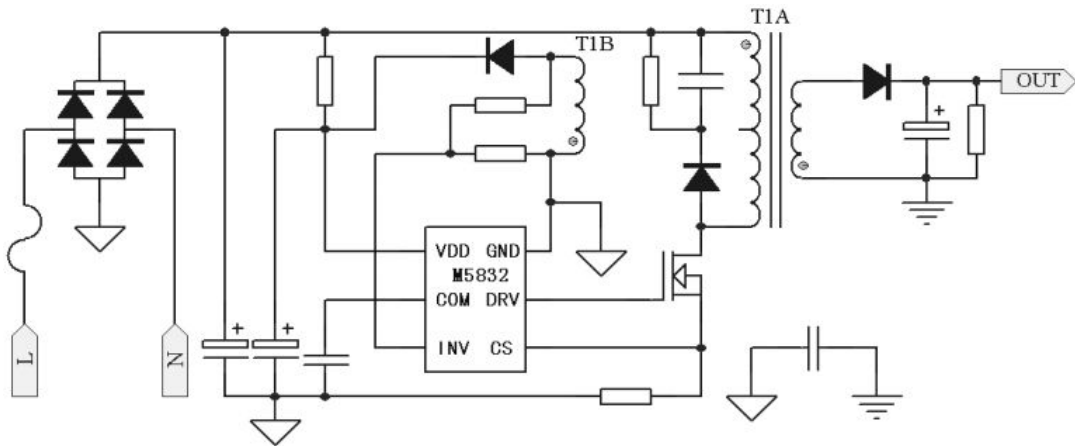 T1A
T1B
OUT
+
VDD GND
M5832
COM DRV
INV CS
+
+
L
N